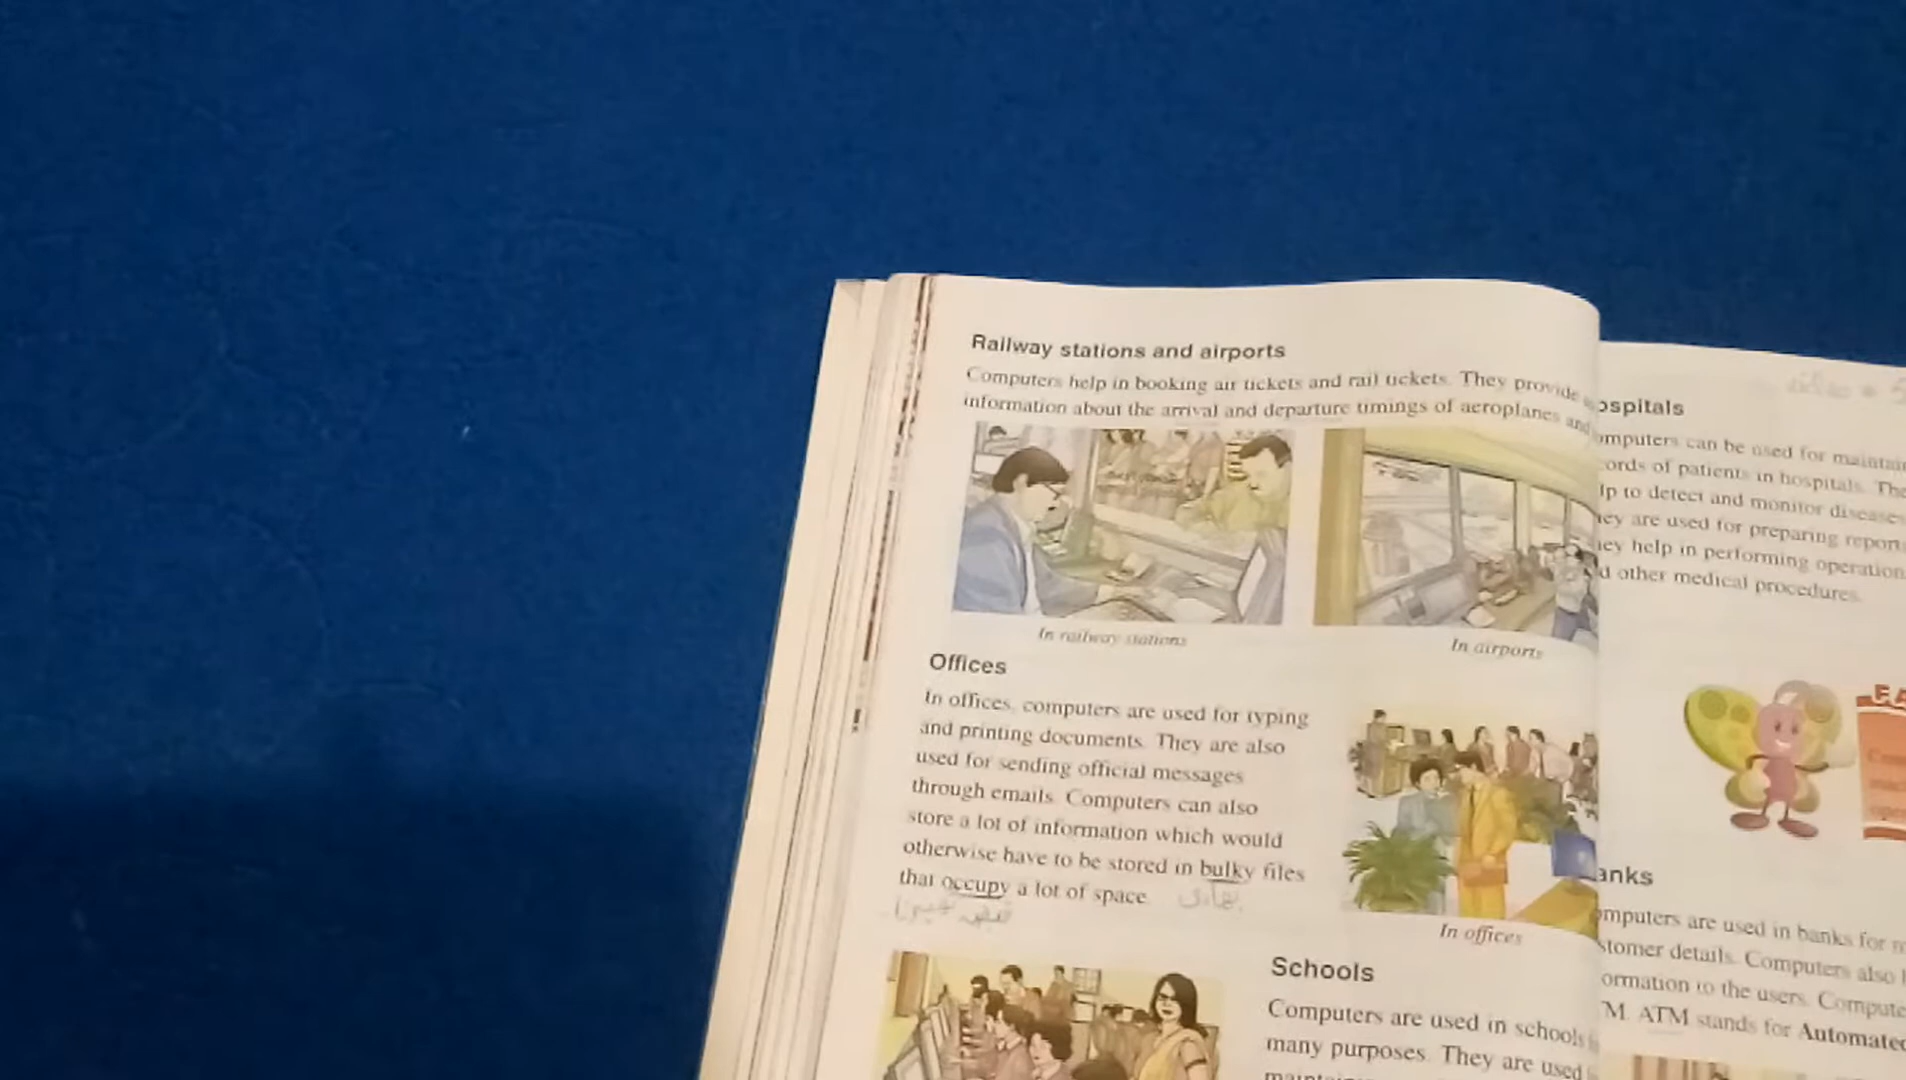 Railway stations and airports
Computers help in booking air tickets and rail tickets. They provide
information about the arrival and departure timings of aeroplanes and
In railway stations
In airports
Offices
In offices, computers are used for typing
and printing documents. They are also
used for sending official messages
through emails. Computers can also
store a lot of information which would
otherwise have to be stored in bulky files
that occupy a lot of space.
بھاری
In offices
Schools
Computers are used in schools
many purposes. They are used
ospitals
omputers can be used for maintain
ords of patients in hospitals. The
lp to detect and monitor disease
ey are used for preparing report
ey help in performing operation
d other medical procedures.
FA
anks
omputers are used in banks for
stomer details. Computers also
ormation to the users. Compute
M. ATM stands for Automated